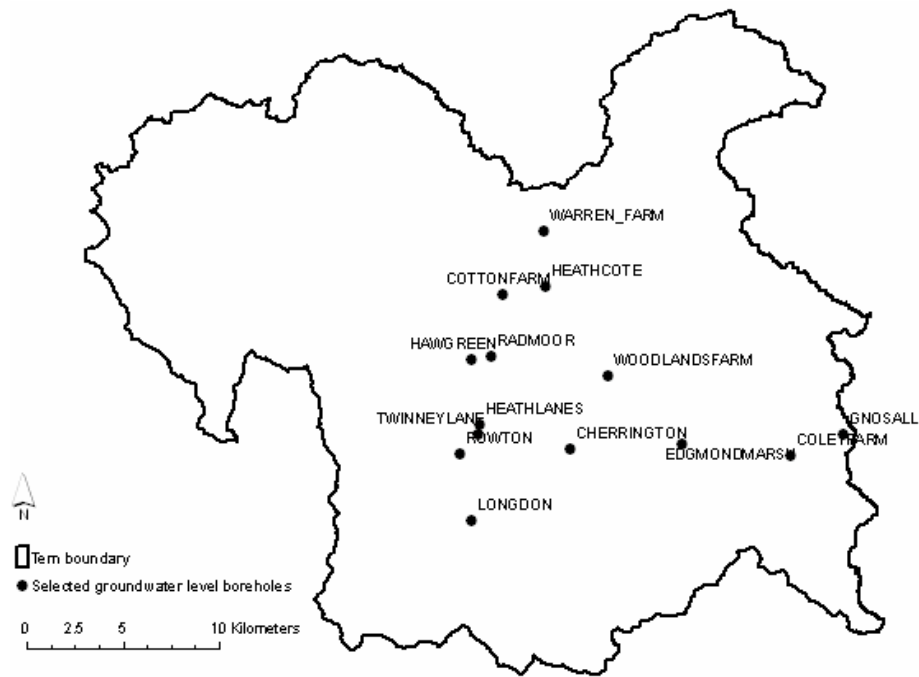 WARREN_FARM
HEATHCOTE
COTTONFARM
RADMOOR
HAWGREEN
WOODLANDSFARM
HEATHLANES
TWINNEYLANE
GNOSALL
CHERRINGTON
ROWTON
COLEYFARM
EDGMONDMARSH
LONGDON
N
Tern boundary
Selected groundwater level boreholes
0 2.5 5 10 Kilometers